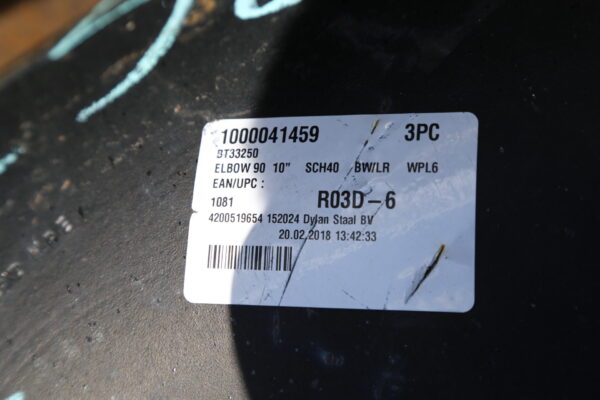 1000041459 3PC
BT33250
ELBOW 90 10" SCH40 BW/LR WPL6
EAN/UPC :
1081 R03D-6
4200519654 152024 Dylan Staal BV
20.02.2018 13:42:33